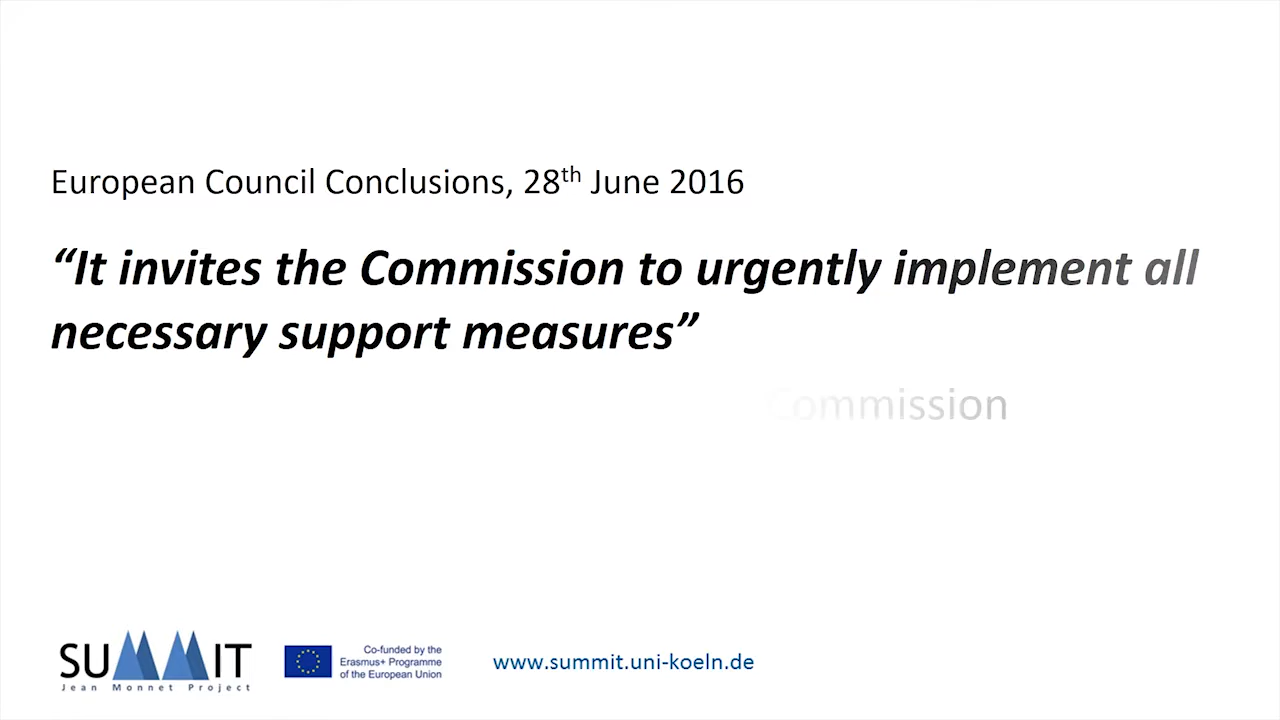 European Council Conclusions, 28th June 2016
“It invites the Commission to urgently implement all
necessary support measures”
Commission
SUMMIT
Jean Monnet Project
Co-funded by the
Erasmus+ Programme
of the European Union
www.summit.uni-koeln.de